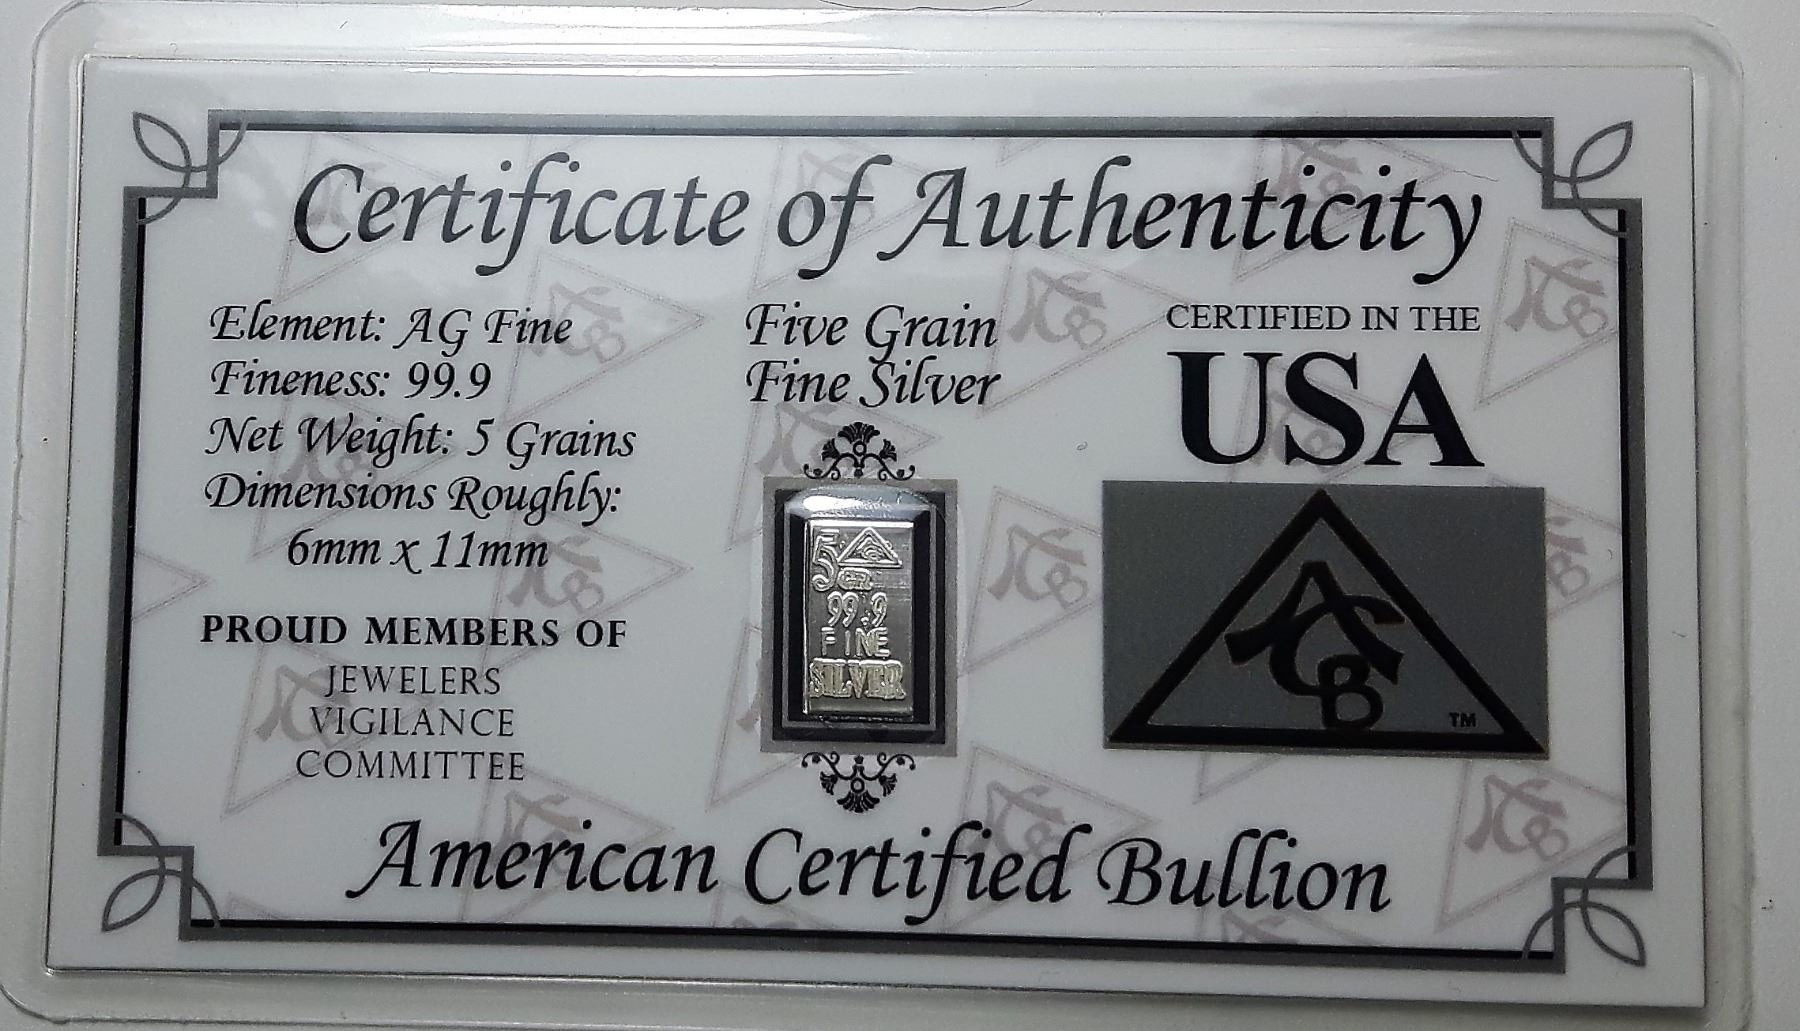 Certificate of Authenticity
Element: AG Fine
Fineness: 99.9
Net Weight: 5 Grains
Dimensions Roughly:
6mm x 11mm
PROUD MEMBERS OF
JEWELERS
VIGILANCE
COMMITTEE
Five Grain
Fine Silver
5
GR.
99.9
FINE
SILVER
CERTIFIED IN THE
USA
ACB
TM
American Certified Bullion